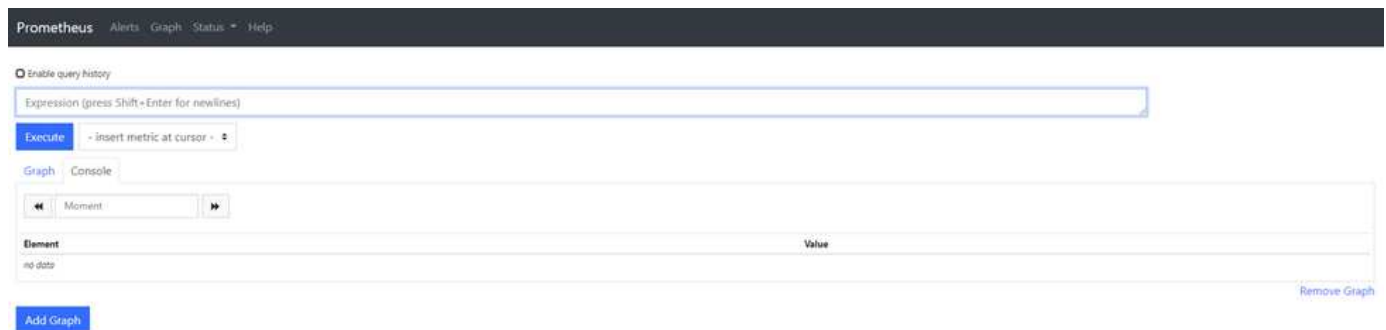 Prometheus Alerts Graph Status Help
Enable query history
Expression (press Shift+Enter for newlines)
Execute - insert metric at cursor -
Graph Console
Moment
Element Value
no data
Remove Graph
Add Graph